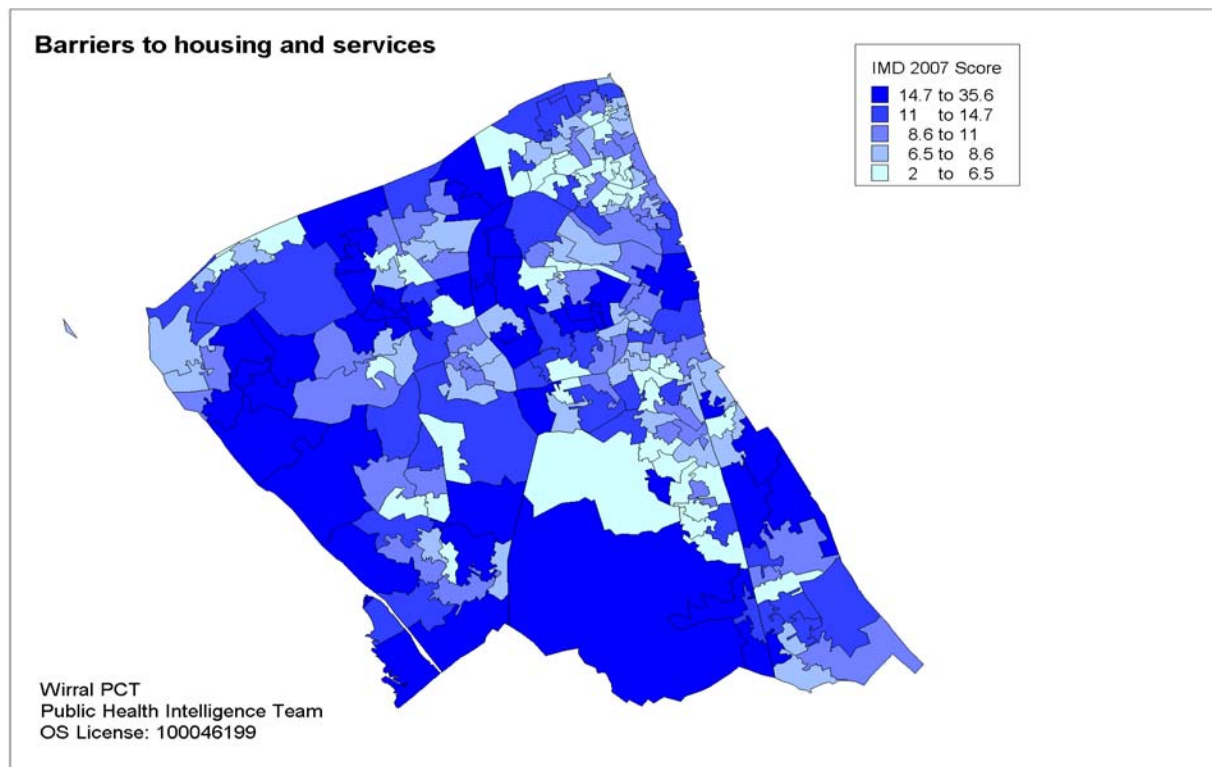 Barriers to housing and services
IMD 2007 Score
14.7 to 35.6
11 to 14.7
8.6 to 11
6.5 to 8.6
2 to 6.5
Wirral PCT
Public Health Intelligence Team
OS License: 100046199